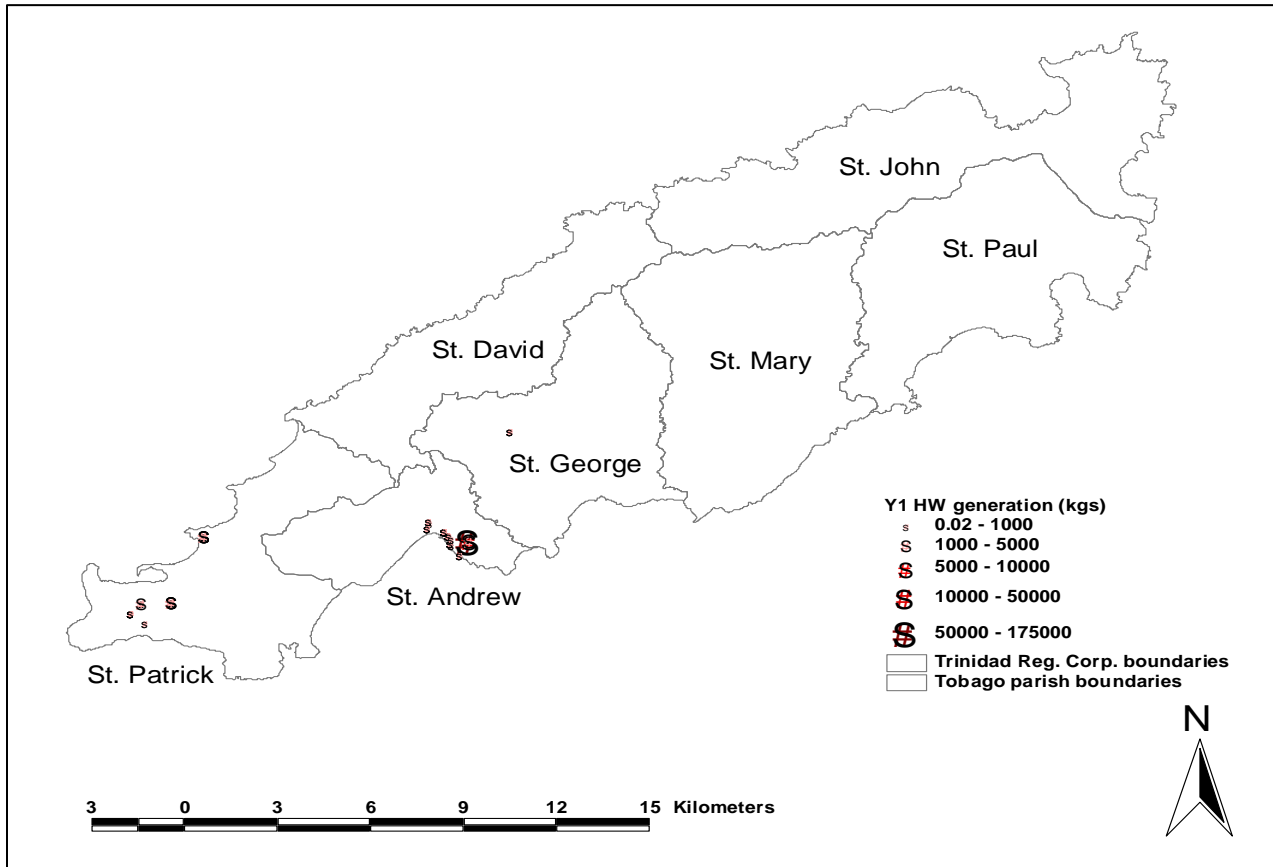 St. John
St. Paul
St. David
St. Mary
St. George
St. Andrew
St. Patrick
Y1 HW generation (kgs)
s 0.02 - 1000
s 1000 - 5000
S 5000 - 10000
S 10000 - 50000
S 50000 - 175000
Trinidad Reg. Corp. boundaries
Tobago parish boundaries
N
3 0 3 6 9 12 15 Kilometers